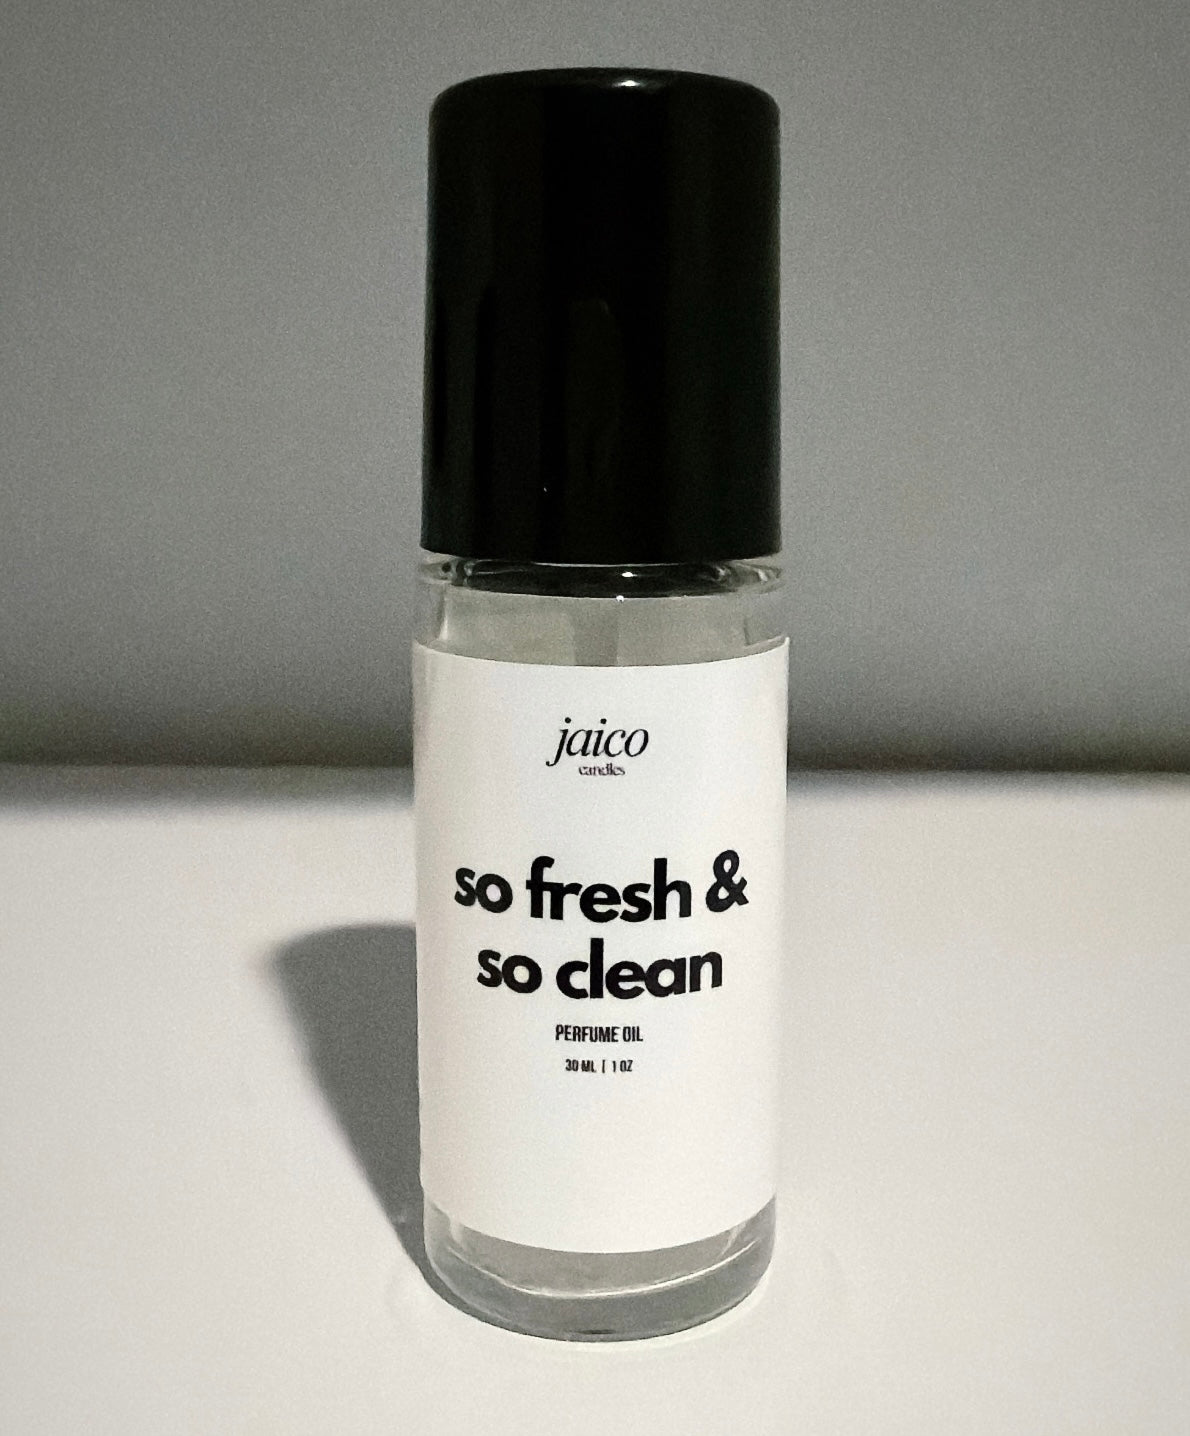 jaico
candles
so fresh &
so clean
PERFUME OIL
30 ML | 1 OZ